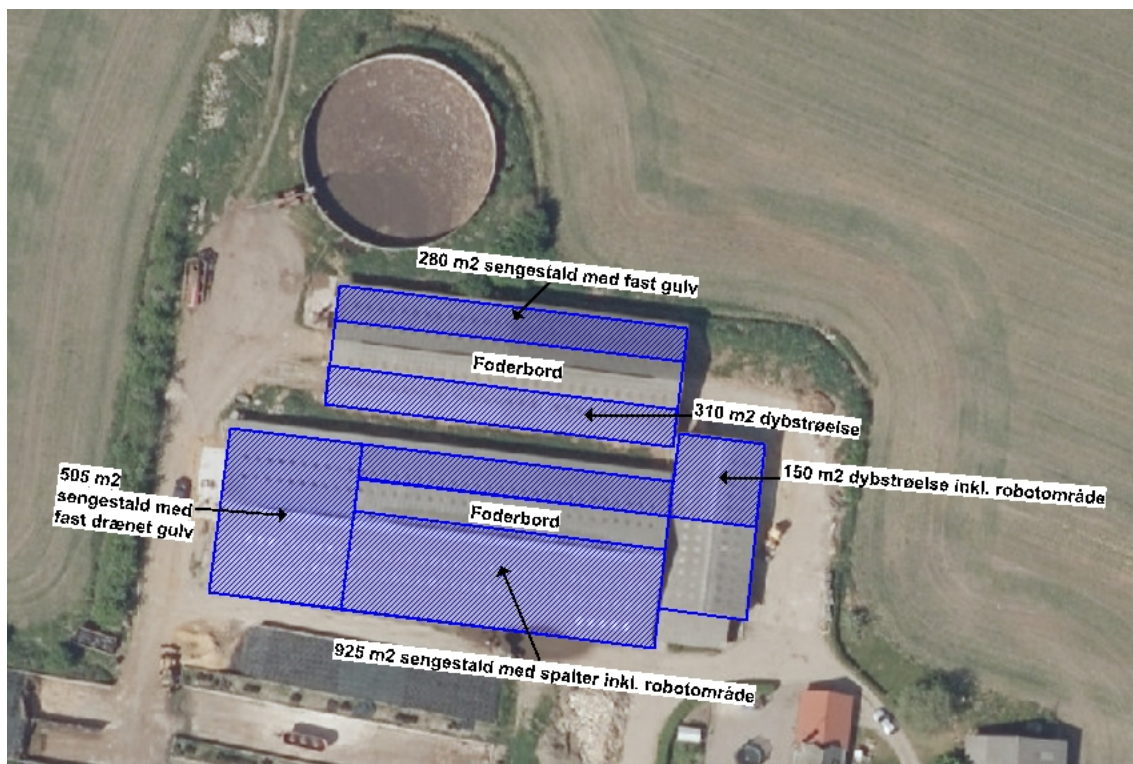 280 m2 sengestald med fast gulv
Foderbord
310 m2 dybstrøelse
505 m2
sengestald med
fast drænet gulv
150 m2 dybstrøelse inkl. robotområde
Foderbord
925 m2 sengestald med spalter inkl. robotområde